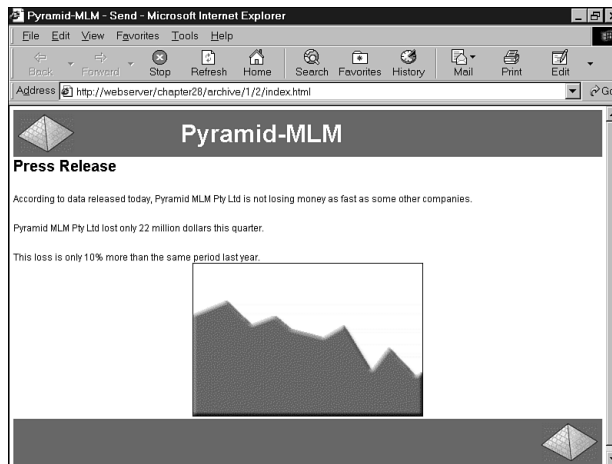 Pyramid-MLM - Send - Microsoft Internet Explorer
File Edit View Favorites Tools Help
Back Forward Stop Refresh Home Search Favorites History Mail Print Edit
Address http://webserver/chapter28/archive/1/2/index.html Go
Pyramid-MLM
Press Release
According to data released today, Pyramid MLM Pty Ltd is not losing money as fast as some other companies.
Pyramid MLM Pty Ltd lost only 22 million dollars this quarter.
This loss is only 10% more than the same period last year.